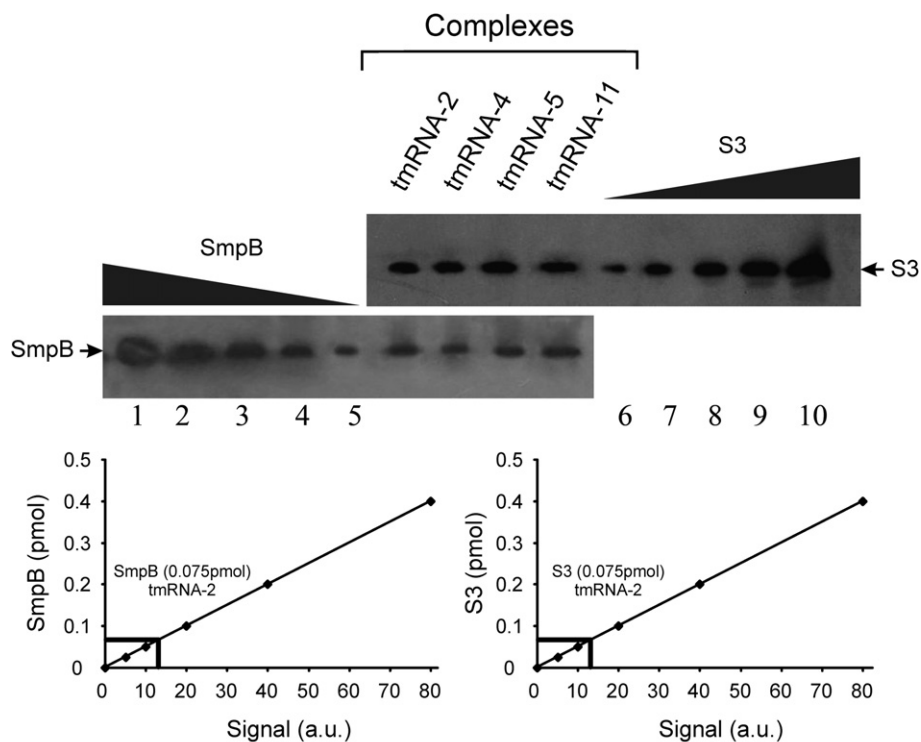 Complexes
tmRNA-2 tmRNA-4 tmRNA-5 tmRNA-11
S3
SmpB
S3
SmpB
1 2 3 4 5 6 7 8 9 10
0.5
0.4
0.3
0.2
0.1
0
SmpB (pmol)
SmpB (0.075pmol)
tmRNA-2
0 10 20 30 40 50 60 70 80
Signal (a.u.)
0.5
0.4
0.3
0.2
0.1
0
S3 (pmol)
S3 (0.075pmol)
tmRNA-2
0 10 20 30 40 50 60 70 80
Signal (a.u.)